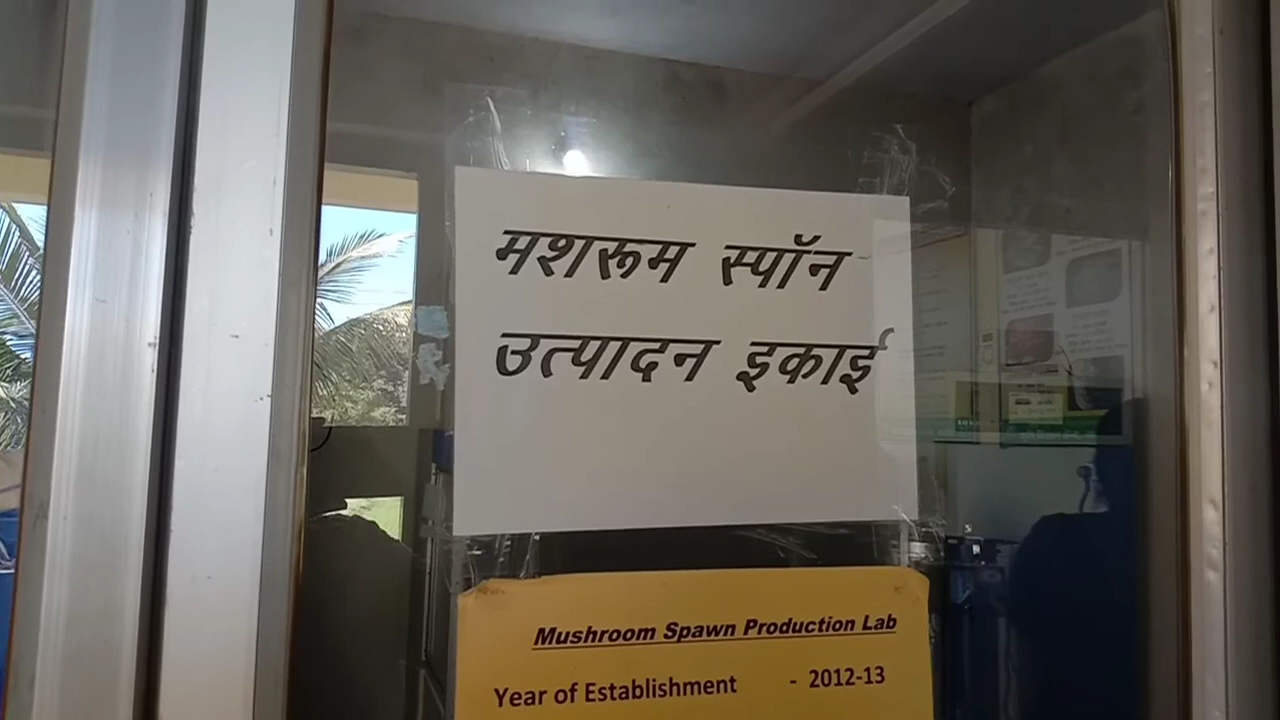 मशरूम स्पॉन
उत्पादन इकाई
Mushroom Spawn Production Lab
Year of Establishment - 2012-13